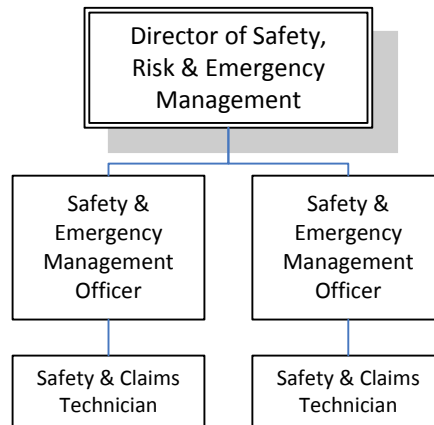 Director of Safety,
Risk & Emergency
Management
Safety &
Emergency
Management
Officer
Safety &
Emergency
Management
Officer
Safety & Claims
Technician
Safety & Claims
Technician